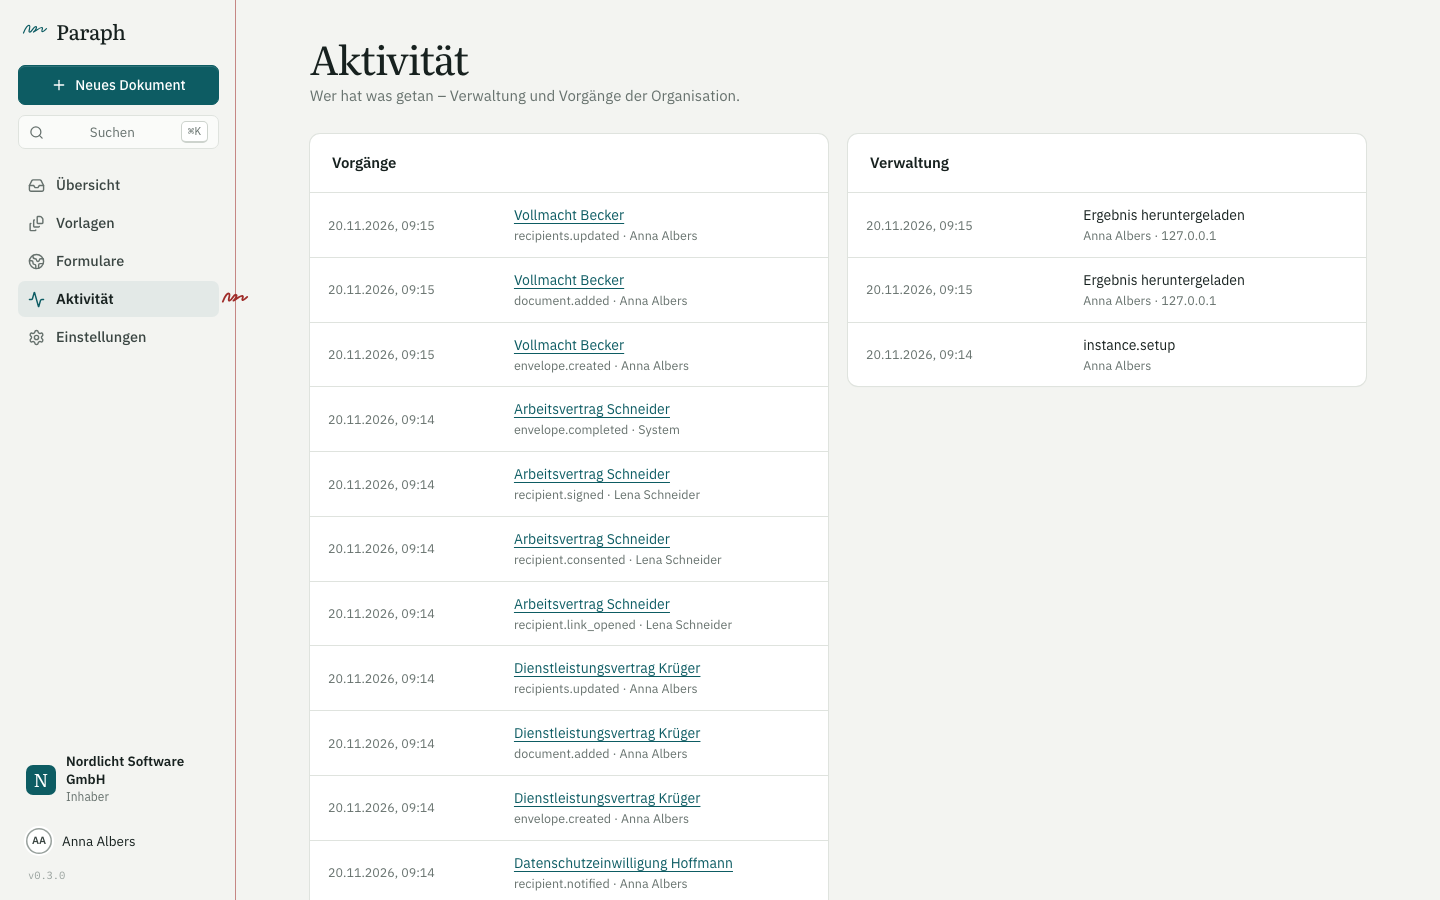 Paraph
Neues Dokument
Suchen ⌘K
Übersicht
Vorlagen
Formulare
Aktivität
Einstellungen
N
Nordlicht Software
GmbH
Inhaber
AA Anna Albers
v0.3.0
Aktivität
Wer hat was getan – Verwaltung und Vorgänge der Organisation.
Vorgänge
20.11.2026, 09:15
Vollmacht Becker
recipients.updated · Anna Albers
20.11.2026, 09:15
Vollmacht Becker
document.added · Anna Albers
20.11.2026, 09:15
Vollmacht Becker
envelope.created · Anna Albers
20.11.2026, 09:14
Arbeitsvertrag Schneider
envelope.completed · System
20.11.2026, 09:14
Arbeitsvertrag Schneider
recipient.signed · Lena Schneider
20.11.2026, 09:14
Arbeitsvertrag Schneider
recipient.consented · Lena Schneider
20.11.2026, 09:14
Arbeitsvertrag Schneider
recipient.link_opened · Lena Schneider
20.11.2026, 09:14
Dienstleistungsvertrag Krüger
recipients.updated · Anna Albers
20.11.2026, 09:14
Dienstleistungsvertrag Krüger
document.added · Anna Albers
20.11.2026, 09:14
Dienstleistungsvertrag Krüger
envelope.created · Anna Albers
20.11.2026, 09:14
Datenschutzeinwilligung Hoffmann
recipient.notified · Anna Albers
Verwaltung
20.11.2026, 09:15
Ergebnis heruntergeladen
Anna Albers · 127.0.0.1
20.11.2026, 09:15
Ergebnis heruntergeladen
Anna Albers · 127.0.0.1
20.11.2026, 09:14
instance.setup
Anna Albers